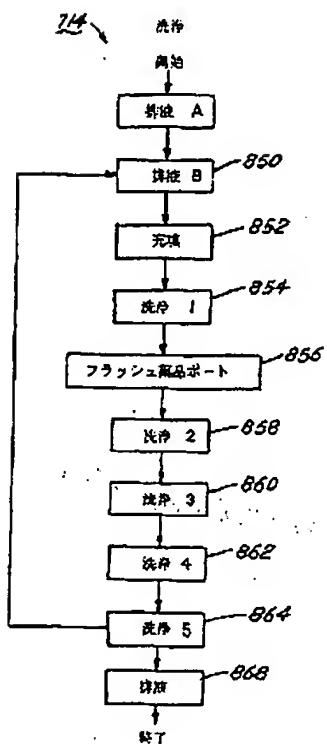 714
洗浄
開始
排液 A
排液 B
850
充填
852
洗浄 1
854
フラッシュ薬品ポート
856
洗浄 2
858
洗浄 3
860
洗浄 4
862
洗浄 5
864
排液
868
終了